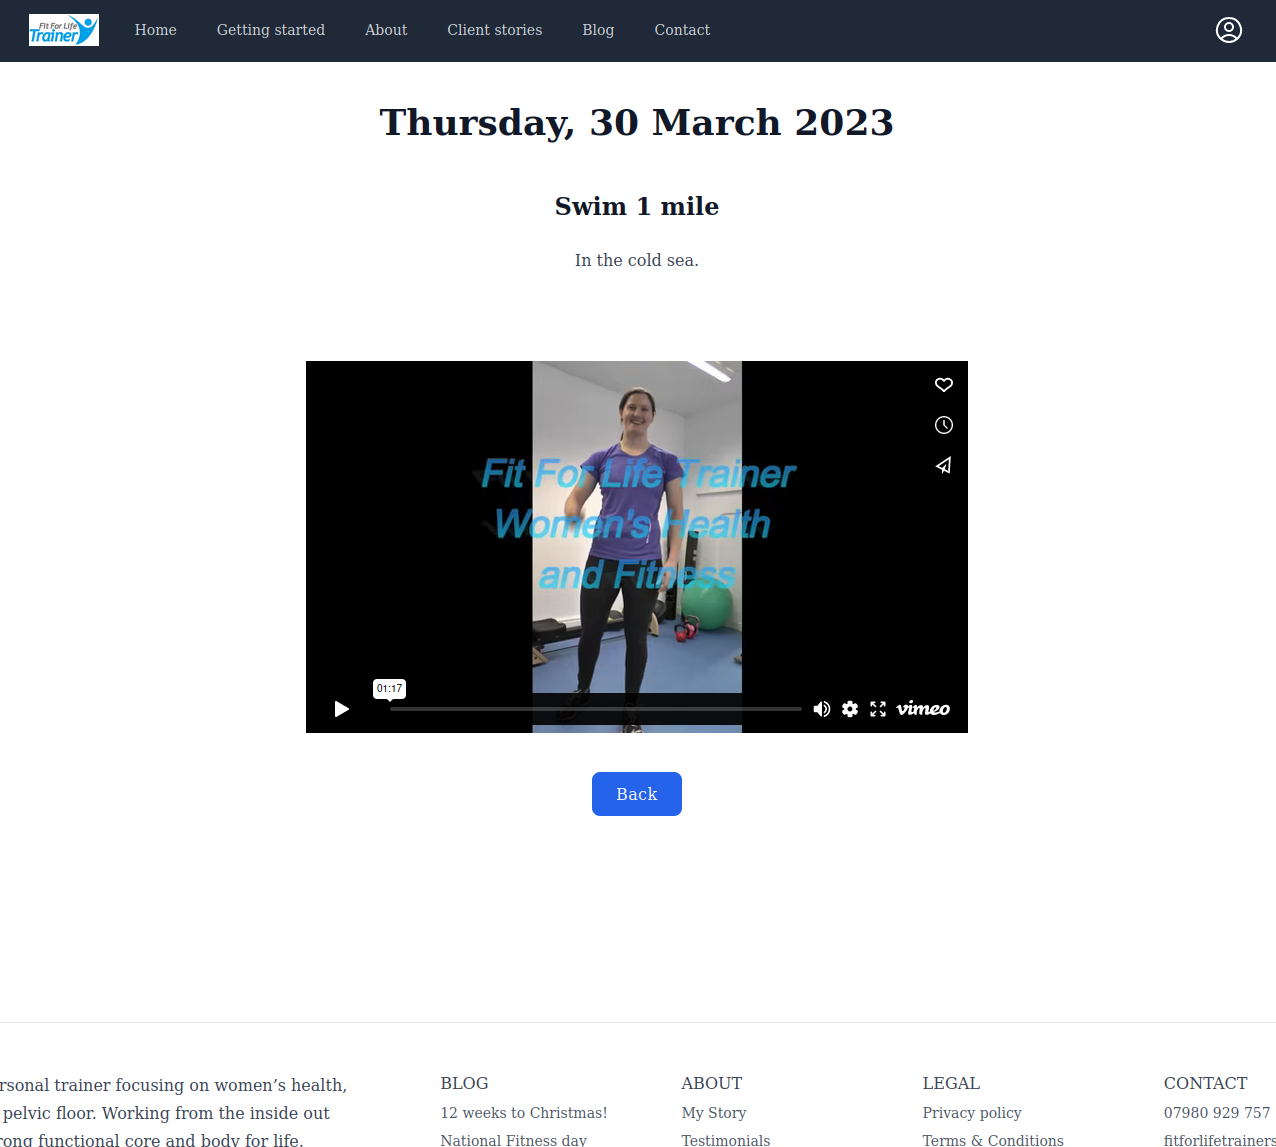 Fit For Life
Trainer
Home
Getting started
About
Client stories
Blog
Contact
Thursday, 30 March 2023
Swim 1 mile
In the cold sea.
Fit For Life Trainer
Women's Health
and Fitness
01:17
vimeo
Back
rsonal trainer focusing on women’s health,
pelvic floor. Working from the inside out
rong functional core and body for life.
BLOG
12 weeks to Christmas!
National Fitness day
ABOUT
My Story
Testimonials
LEGAL
Privacy policy
Terms & Conditions
CONTACT
07980 929 757
fitforlifetrainers